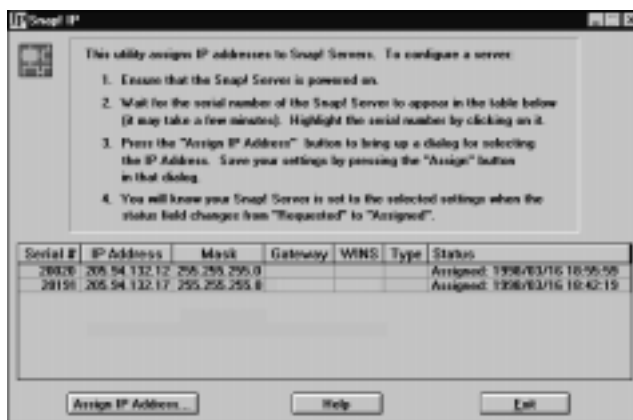 Snap! IP
This utility assigns IP addresses to Snap! Servers. To configure a server:
1. Ensure that the Snap! Server is powered on.
2. Wait for the serial number of the Snap! Server to appear in the table below
(it may take a few minutes). Highlight the serial number by clicking on it.
3. Press the "Assign IP Address" button to bring up a dialog for selecting
the IP Address. Save your settings by pressing the "Assign" button
in that dialog.
4. You will know your Snap! Server is set to the selected settings when the
status field changes from "Requested" to "Assigned".
Serial # IP Address Mask Gateway WINS Type Status
20020 205.94.132.12 255.255.255.0 Assigned: 1998/03/16 18:55:59
20191 205.94.132.17 255.255.255.0 Assigned: 1998/03/16 18:42:19
Assign IP Address... Help Exit